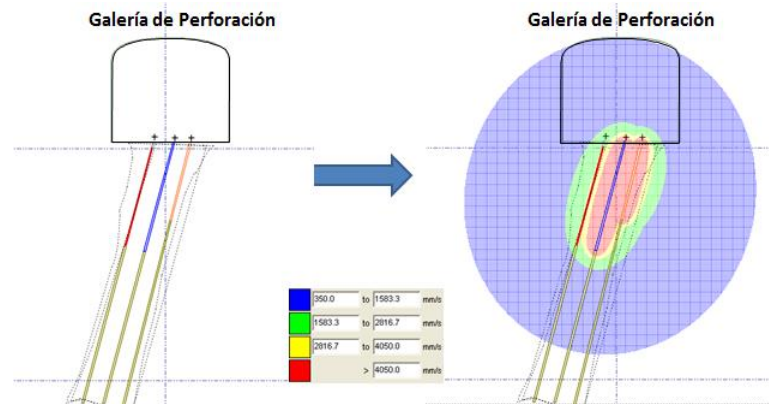 Galería de Perforación
Galería de Perforación
350.0 to 1583.3 mm/s
1583.3 to 2816.7 mm/s
2816.7 to 4050.0 mm/s
> 4050.0 mm/s